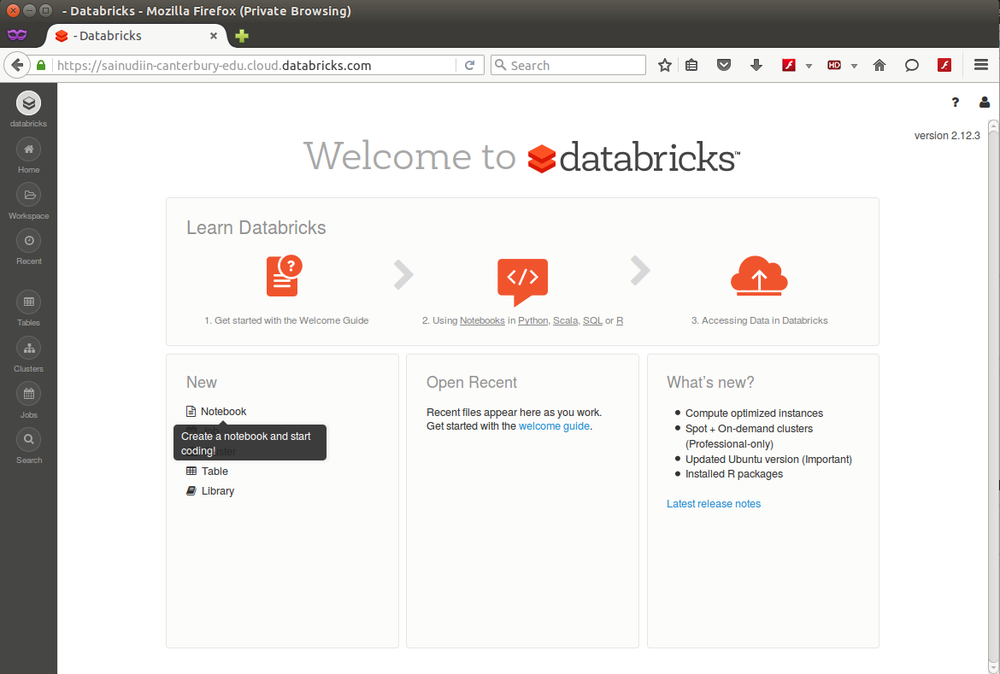 - Databricks - Mozilla Firefox (Private Browsing)
- Databricks
https://sainudiin-canterbury-edu.cloud.databricks.com
Search
HD
databricks
Home
Workspace
Recent
Tables
Clusters
Jobs
Search
?
version 2.12.3
Welcome to databricks™
Learn Databricks
?
</>
1. Get started with the Welcome Guide
2. Using Notebooks in Python, Scala, SQL or R
3. Accessing Data in Databricks
New
Notebook
Create a notebook and start
coding!
Table
Library
Open Recent
Recent files appear here as you work.
Get started with the welcome guide.
What's new?
Compute optimized instances
Spot + On-demand clusters
(Professional-only)
Updated Ubuntu version (Important)
Installed R packages
Latest release notes